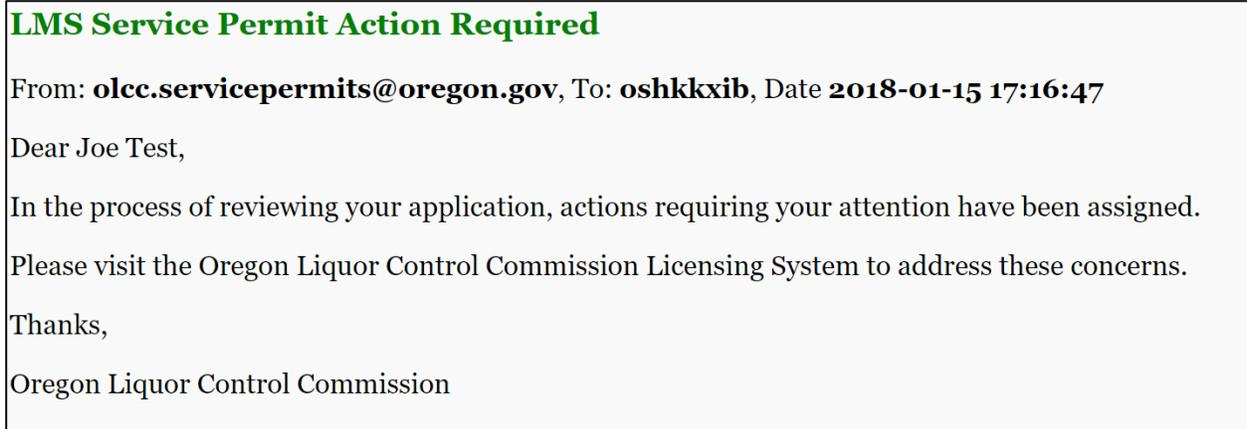 LMS Service Permit Action Required
From: olcc.servicepermits@oregon.gov, To: oshkkxib, Date 2018-01-15 17:16:47
Dear Joe Test,
In the process of reviewing your application, actions requiring your attention have been assigned.
Please visit the Oregon Liquor Control Commission Licensing System to address these concerns.
Thanks,
Oregon Liquor Control Commission